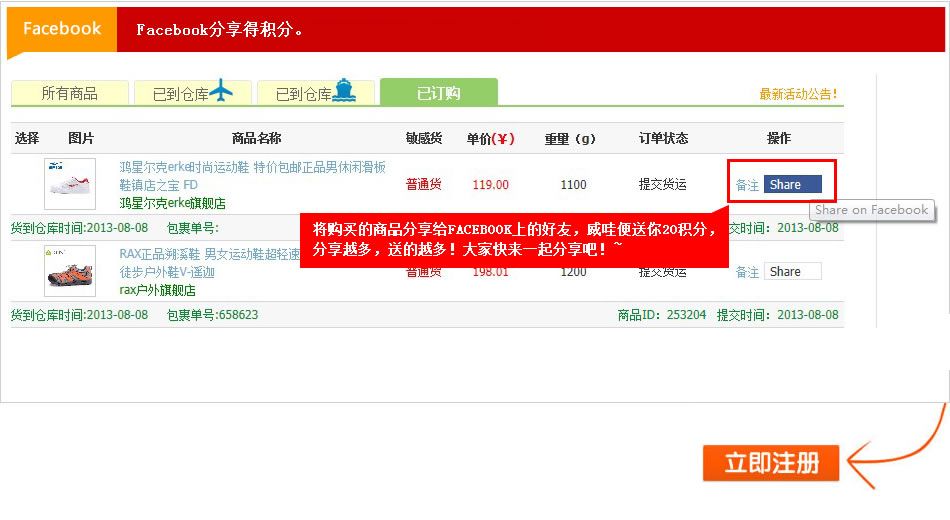 Facebook
Facebook分享得积分。
所有商品
已到仓库
已到仓库
已订购
最新活动公告!
选择 图片 商品名称 敏感货 单价(¥) 重量(g) 订单状态 操作
鸿星尔克erke时尚运动鞋 特价包邮正品男休闲滑板
鞋镇店之宝 FD
鸿星尔克erke旗舰店
普通货 119.00 1100 提交货运 备注 Share
Share on Facebook
货到仓库时间:2013-08-08 包裹单号: 提交时间: 2013-08-08
将购买的商品分享给FACEBOOK上的好友，威哇便送你20积分，
分享越多，送的越多！大家快来一起分享吧！~
RAX正品溯溪鞋 男女运动鞋超轻速
徒步户外鞋V-遥迦
rax户外旗舰店
普通货 198.01 1200 提交货运 备注 Share
货到仓库时间:2013-08-08 包裹单号:658623 商品ID: 253204 提交时间: 2013-08-08
立即注册